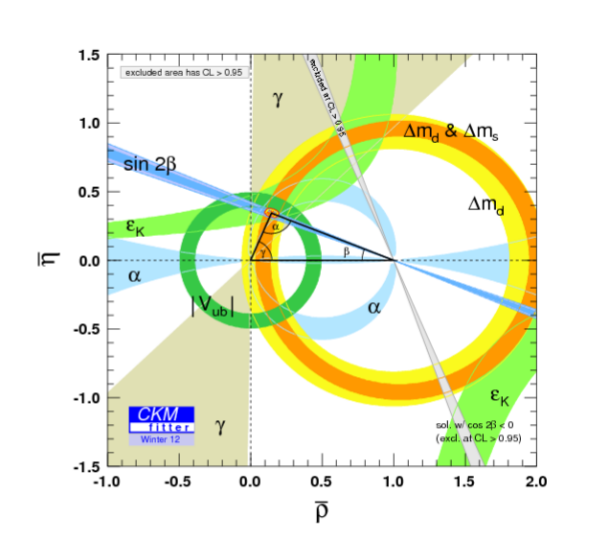 1.5
excluded area has CL > 0.95
excluded at CL > 0.95
γ
1.0
Δm_d & Δm_s
sin 2β
0.5
Δm_d
ε_K
α
γ
β
η̅
0.0
α
α
|V_ub|
-0.5
-1.0
ε_K
CKM
fitter
Winter 12
γ
sol. w/ cos 2β < 0
(excl. at CL > 0.95)
-1.5
-1.0 -0.5 0.0 0.5 1.0 1.5 2.0
ρ̅